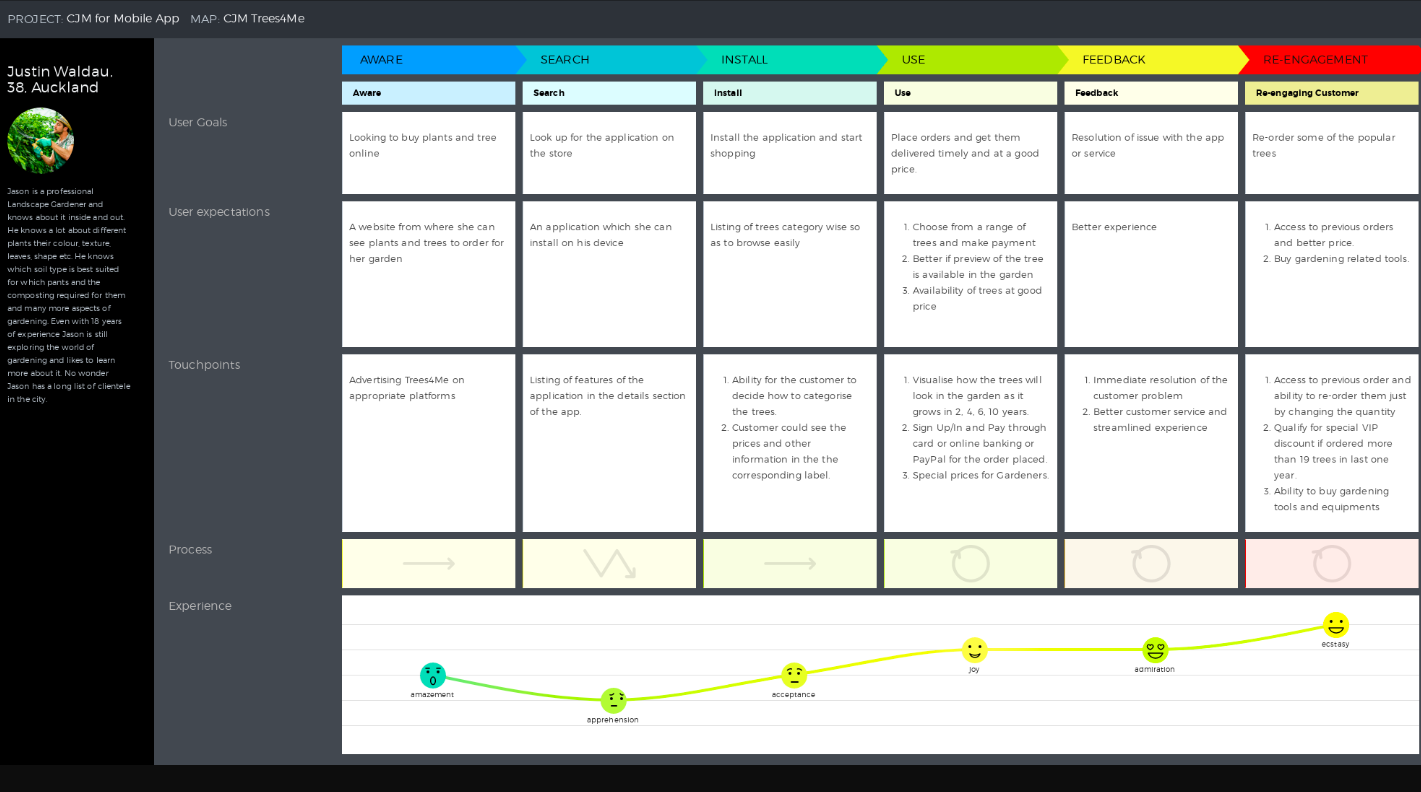 PROJECT: CJM for Mobile App MAP: CJM Trees4Me
Justin Waldau,
38, Auckland
Jason is a professional
Landscape Gardener and
knows about it inside and out.
He knows a lot about different
plants their colour, texture,
leaves, shape etc. He knows
which soil type is best suited
for which pants and the
composting required for them
and many more aspects of
gardening. Even with 18 years
of experience Jason is still
exploring the world of
gardening and likes to learn
more about it. No wonder
Jason has a long list of clientele
in the city.
AWARE SEARCH INSTALL USE FEEDBACK RE-ENGAGEMENT
Aware Search Install Use Feedback Re-engaging Customer
User Goals
Looking to buy plants and tree
online
Look up for the application on
the store
Install the application and start
shopping
Place orders and get them
delivered timely and at a good
price.
Resolution of issue with the app
or service
Re-order some of the popular
trees
User expectations
A website from where she can
see plants and trees to order for
her garden
An application which she can
install on his device
Listing of trees category wise so
as to browse easily
1. Choose from a range of
trees and make payment
2. Better if preview of the tree
is available in the garden
3. Availability of trees at good
price
Better experience
1. Access to previous orders
and better price.
2. Buy gardening related tools.
Touchpoints
Advertising Trees4Me on
appropriate platforms
Listing of features of the
application in the details section
of the app.
1. Ability for the customer to
decide how to categorise
the trees.
2. Customer could see the
prices and other
information in the the
corresponding label.
1. Visualise how the trees will
look in the garden as it
grows in 2, 4, 6, 10 years.
2. Sign Up/In and Pay through
card or online banking or
PayPal for the order placed.
3. Special prices for Gardeners.
1. Immediate resolution of the
customer problem
2. Better customer service and
streamlined experience
1. Access to previous order and
ability to re-order them just
by changing the quantity
2. Qualify for special VIP
discount if ordered more
than 19 trees in last one
year.
3. Ability to buy gardening
tools and equipments
Process
Experience
amazement
apprehension
acceptance
joy
admiration
ecstasy